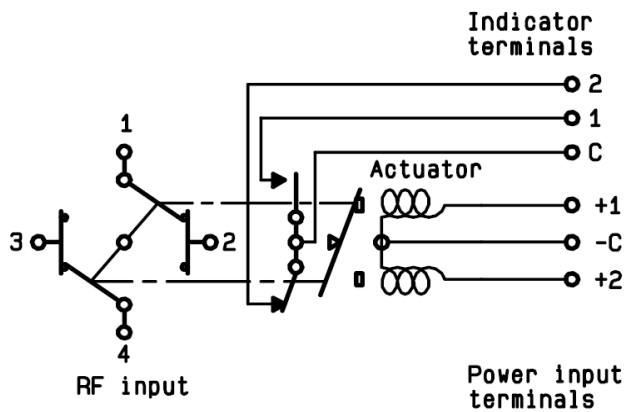 Indicator
terminals
2
1
1
C
Actuator
+1
3
2
-C
+2
4
RF input
Power input
terminals